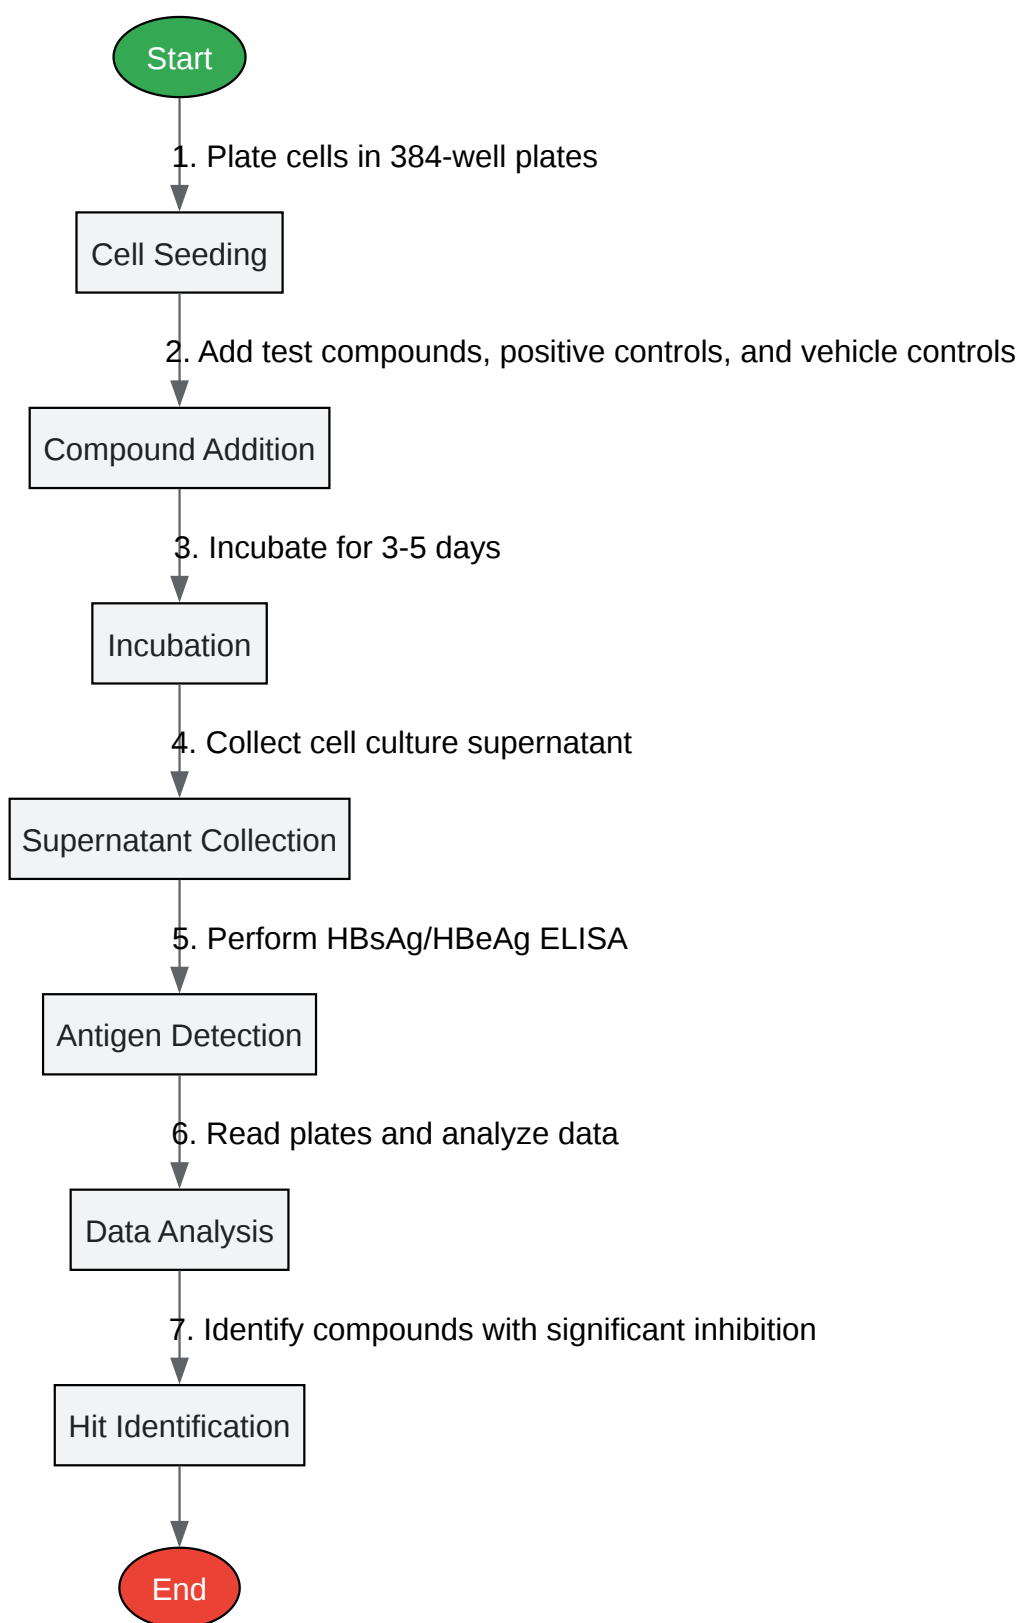 Start
1. Plate cells in 384-well plates
Cell Seeding
2. Add test compounds, positive controls, and vehicle controls
Compound Addition
3. Incubate for 3-5 days
Incubation
4. Collect cell culture supernatant
Supernatant Collection
5. Perform HBsAg/HBeAg ELISA
Antigen Detection
6. Read plates and analyze data
Data Analysis
7. Identify compounds with significant inhibition
Hit Identification
End